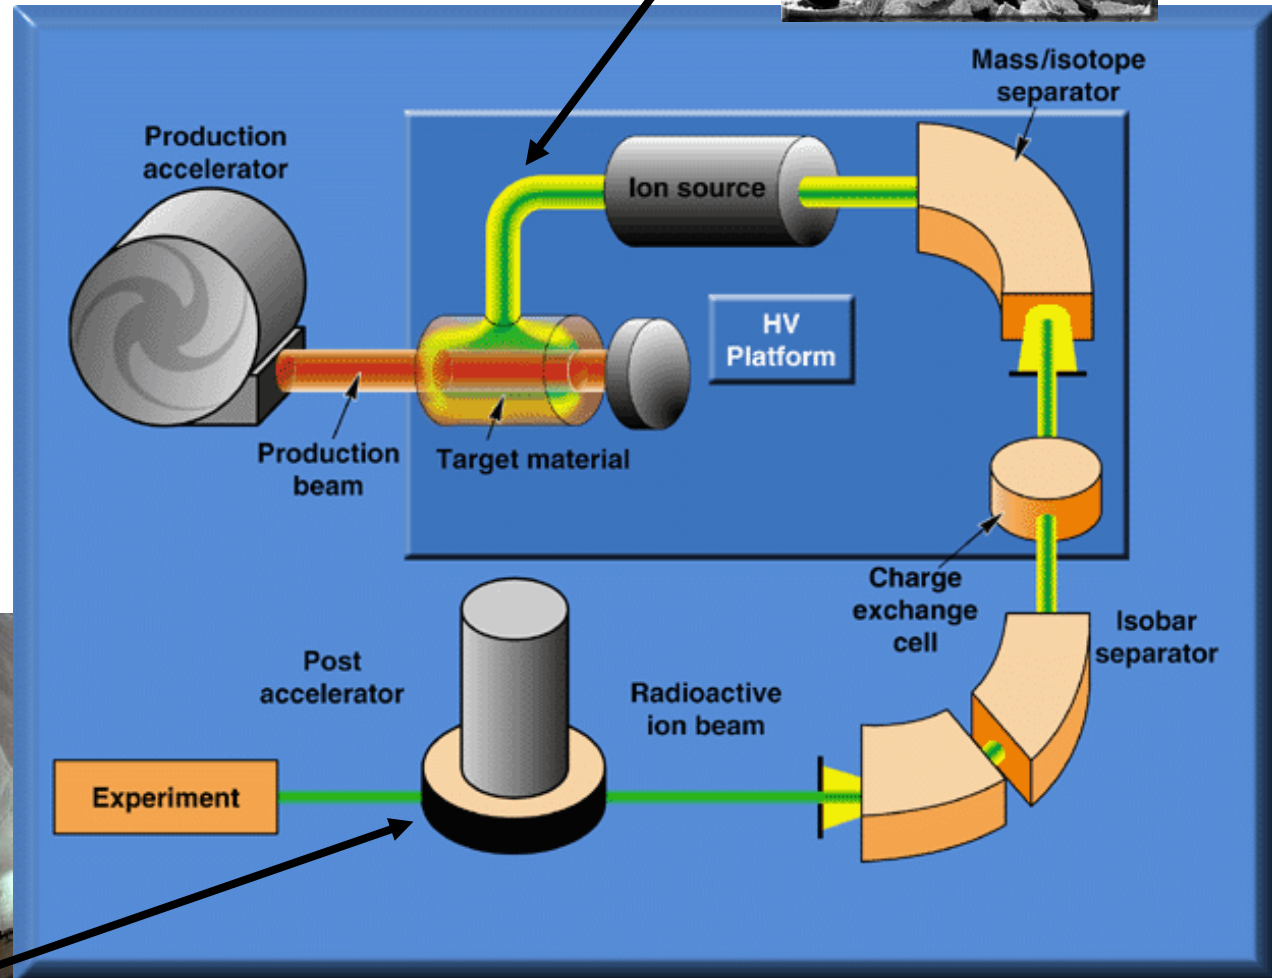 Mass/isotope
separator
Production
accelerator
Ion source
HV
Platform
Production
beam
Target material
Charge
exchange
cell
Isobar
separator
Post
accelerator
Radioactive
ion beam
Experiment